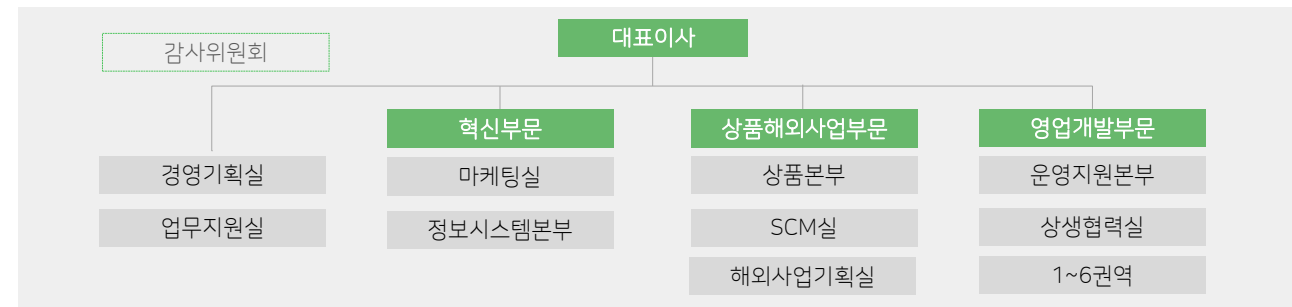 감사위원회
대표이사
혁신부문
상품해외사업부문
영업개발부문
경영기획실
마케팅실
상품본부
운영지원본부
업무지원실
정보시스템본부
SCM실
상생협력실
해외사업기획실
1~6권역